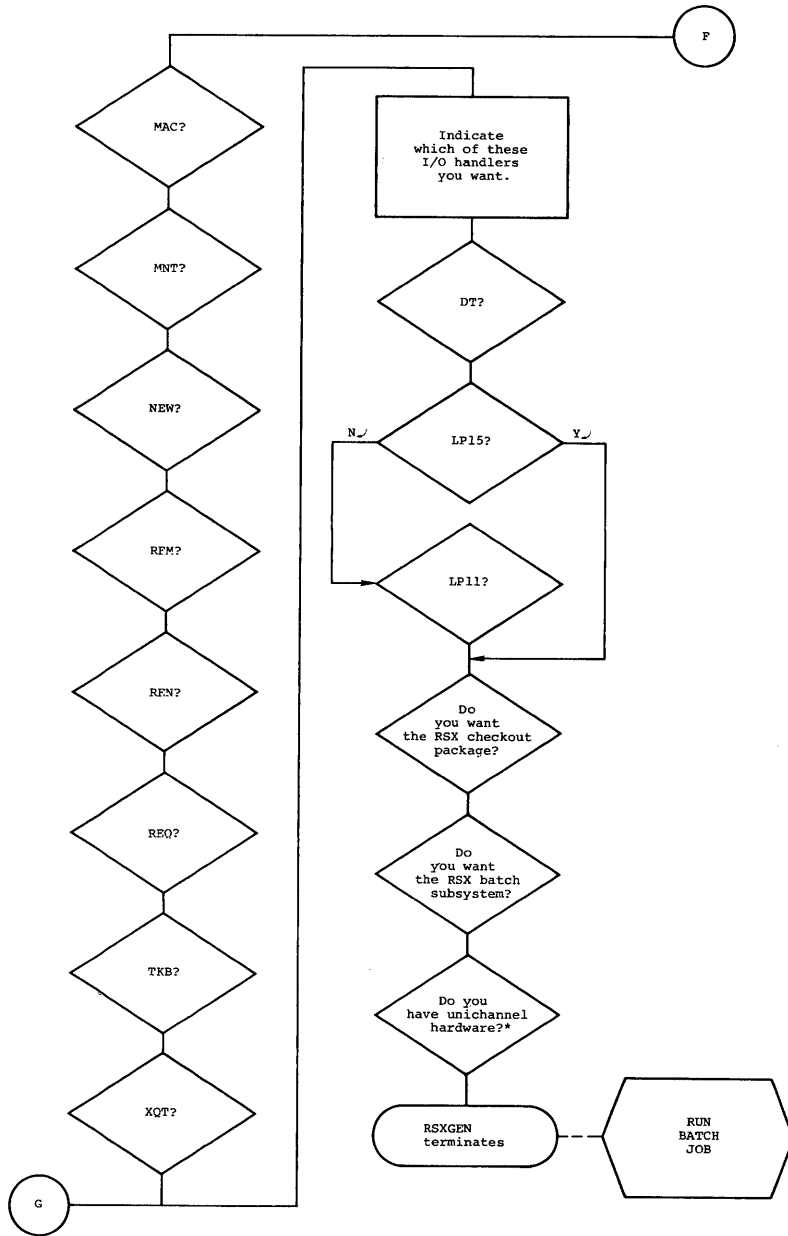 F
MAC?
MNT?
NEW?
REM?
REN?
REQ?
TKB?
XQT?
G
Indicate
which of these
I/O handlers
you want.
DT?
N
LP15?
Y
LP11?
Do
you want
the RSX checkout
package?
Do
you want
the RSX batch
subsystem?
Do you
have unichannel
hardware?*
RSXGEN
terminates
RUN
BATCH
JOB